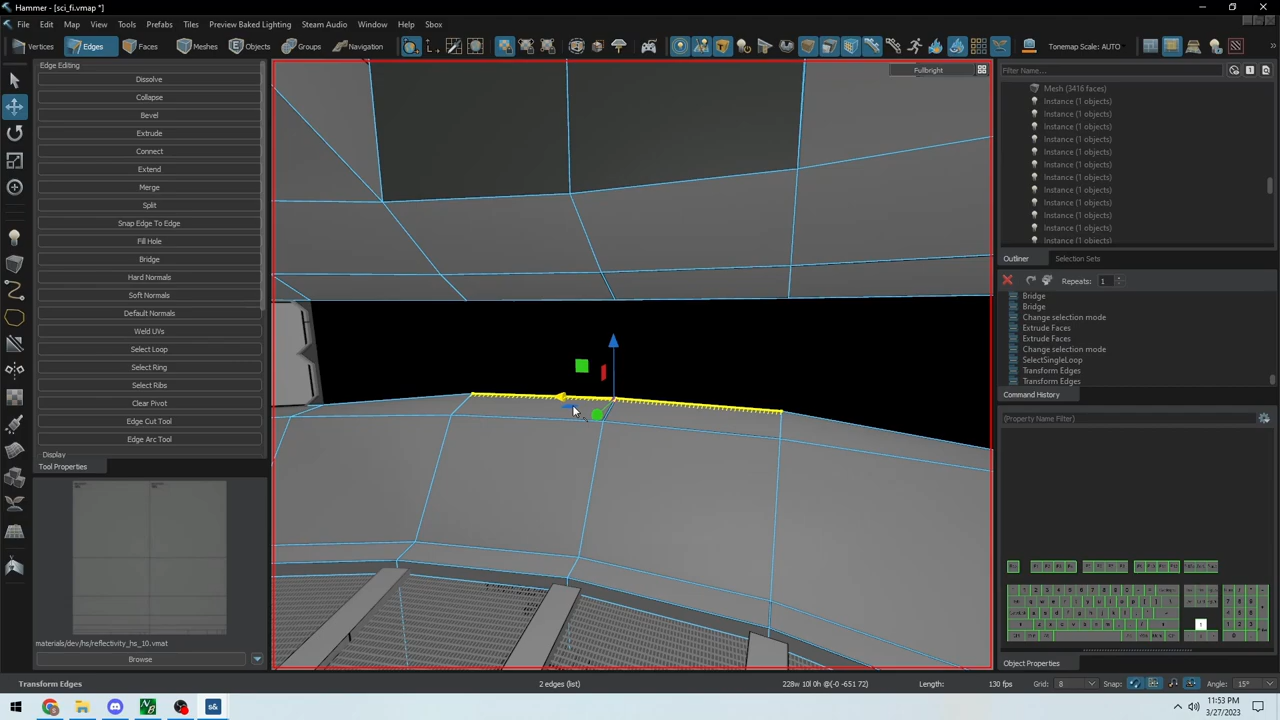 Hammer - [sci_fi.vmap *]
File Edit Map View Tools Prefabs Tiles Preview Baked Lighting Steam Audio Window Help Sbox
Vertices Edges Faces Meshes Objects Groups Navigation Tonemap Scale: AUTO
Edge Editing
Dissolve
Collapse
Bevel
Extrude
Connect
Extend
Merge
Split
Snap Edge To Edge
Fill Hole
Bridge
Hard Normals
Soft Normals
Default Normals
Weld UVs
Select Loop
Select Ring
Select Ribs
Clear Pivot
Edge Cut Tool
Edge Arc Tool
Display
Tool Properties
materials/dev/hs/reflectivity_hs_10.vmat
Browse
Fullbright
Filter Name...
Mesh (3416 faces)
Instance (1 objects)
Instance (1 objects)
Instance (1 objects)
Instance (1 objects)
Instance (1 objects)
Instance (1 objects)
Instance (1 objects)
Instance (1 objects)
Instance (1 objects)
Instance (1 objects)
Instance (1 objects)
Instance (1 objects)
Outliner Selection Sets
Repeats: 1
Bridge
Bridge
Change selection mode
Extrude Faces
Extrude Faces
Change selection mode
SelectSingleLoop
Transform Edges
Transform Edges
Command History
(Property Name Filter)
Object Properties
Transform Edges 2 edges (list) 228w 10l 0h @(-0 -651 72) Length: 130 fps Grid: 8 Snap: Angle: 15°
11:53 PM
3/27/2023